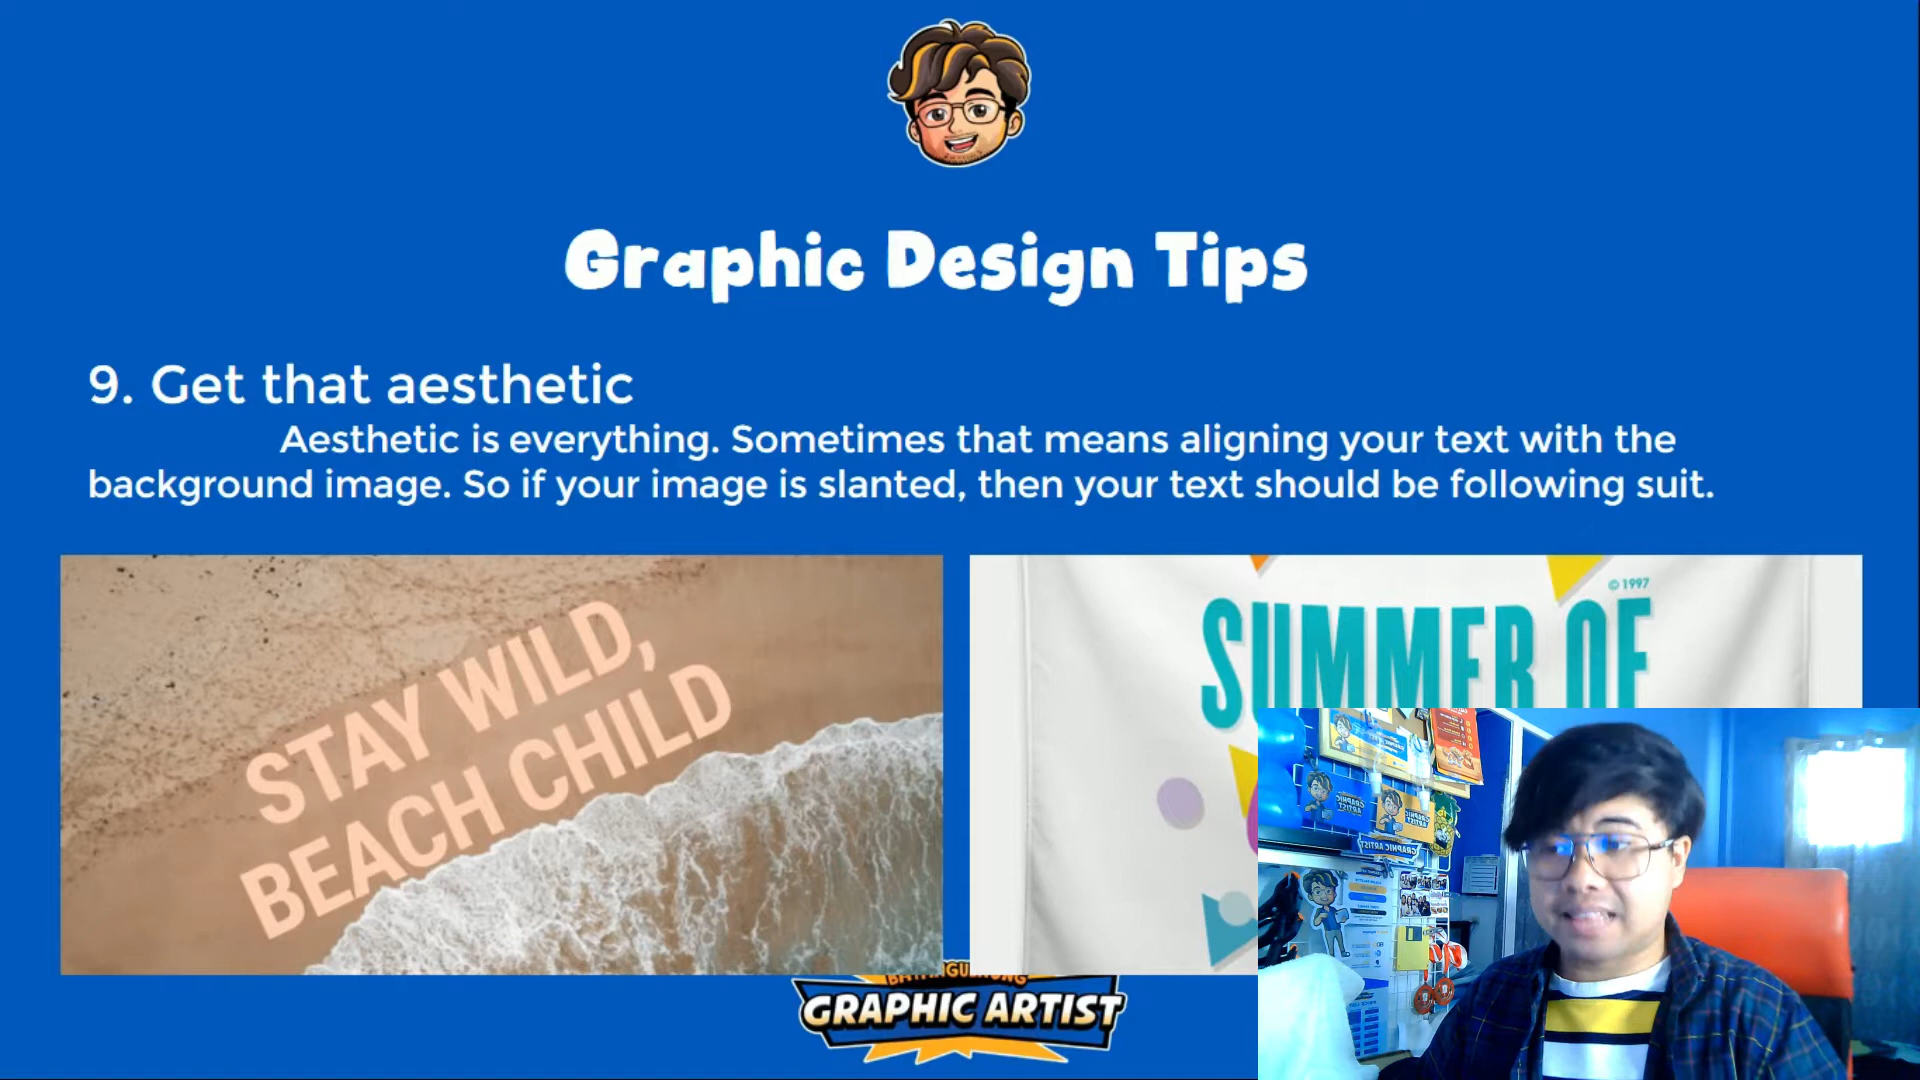 Graphic Design Tips
9. Get that aesthetic
Aesthetic is everything. Sometimes that means aligning your text with the
background image. So if your image is slanted, then your text should be following suit.
STAY WILD,
BEACH CHILD
© 1997
SUMMER OF
GRAPHIC ARTIST